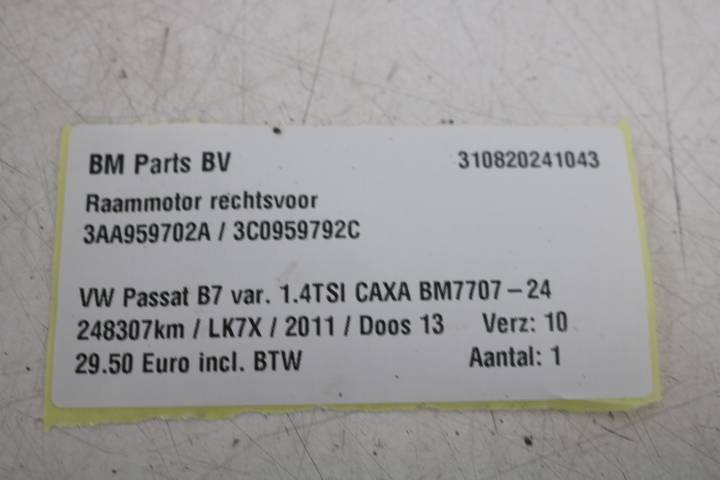 BM Parts BV 310820241043
Raammotor rechtsvoor
3AA959702A / 3C0959792C
VW Passat B7 var. 1.4TSI CAXA BM7707-24
248307km / LK7X / 2011 / Doos 13 Verz: 10
29.50 Euro incl. BTW Aantal: 1